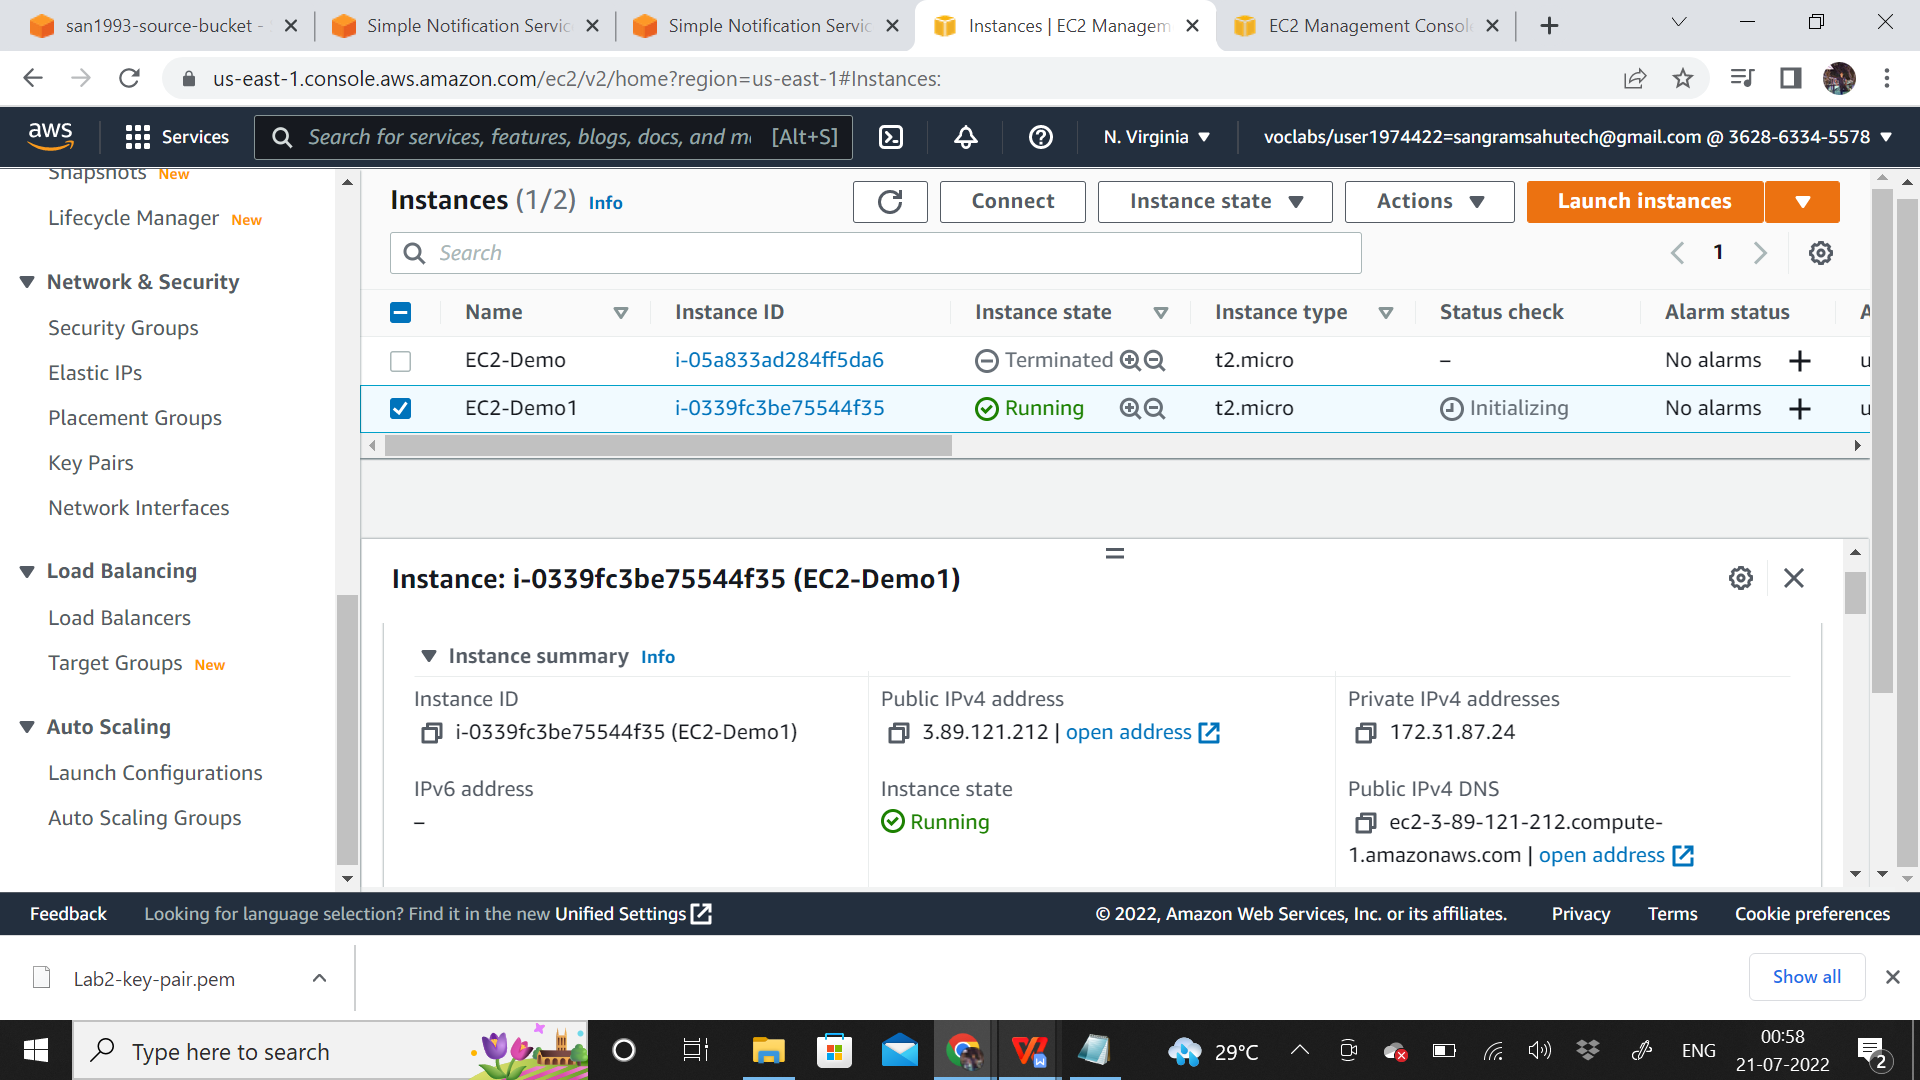 san1993-source-bucket -
Simple Notification Servic
Simple Notification Servic
Instances | EC2 Managem
EC2 Management Consol
us-east-1.console.aws.amazon.com/ec2/v2/home?region=us-east-1#Instances:
aws
Services
Search for services, features, blogs, docs, and m
[Alt+S]
N. Virginia
voclabs/user1974422=sangramsahutech@gmail.com @ 3628-6334-5578
Snapshots New
Lifecycle Manager New
Network & Security
Security Groups
Elastic IPs
Placement Groups
Key Pairs
Network Interfaces
Load Balancing
Load Balancers
Target Groups New
Auto Scaling
Launch Configurations
Auto Scaling Groups
Instances (1/2) Info
Connect
Instance state
Actions
Launch instances
Search
1
Name Instance ID Instance state Instance type Status check Alarm status A
EC2-Demo i-05a833ad284ff5da6 Terminated t2.micro – No alarms + u
EC2-Demo1 i-0339fc3be75544f35 Running t2.micro Initializing No alarms + u
Instance: i-0339fc3be75544f35 (EC2-Demo1)
Instance summary Info
Instance ID
i-0339fc3be75544f35 (EC2-Demo1)
Public IPv4 address
3.89.121.212 | open address
Private IPv4 addresses
172.31.87.24
IPv6 address
–
Instance state
Running
Public IPv4 DNS
ec2-3-89-121-212.compute-
1.amazonaws.com | open address
Feedback
Looking for language selection? Find it in the new Unified Settings
© 2022, Amazon Web Services, Inc. or its affiliates.
Privacy
Terms
Cookie preferences
Lab2-key-pair.pem
Show all
Type here to search
29°C
ENG
00:58
21-07-2022
2